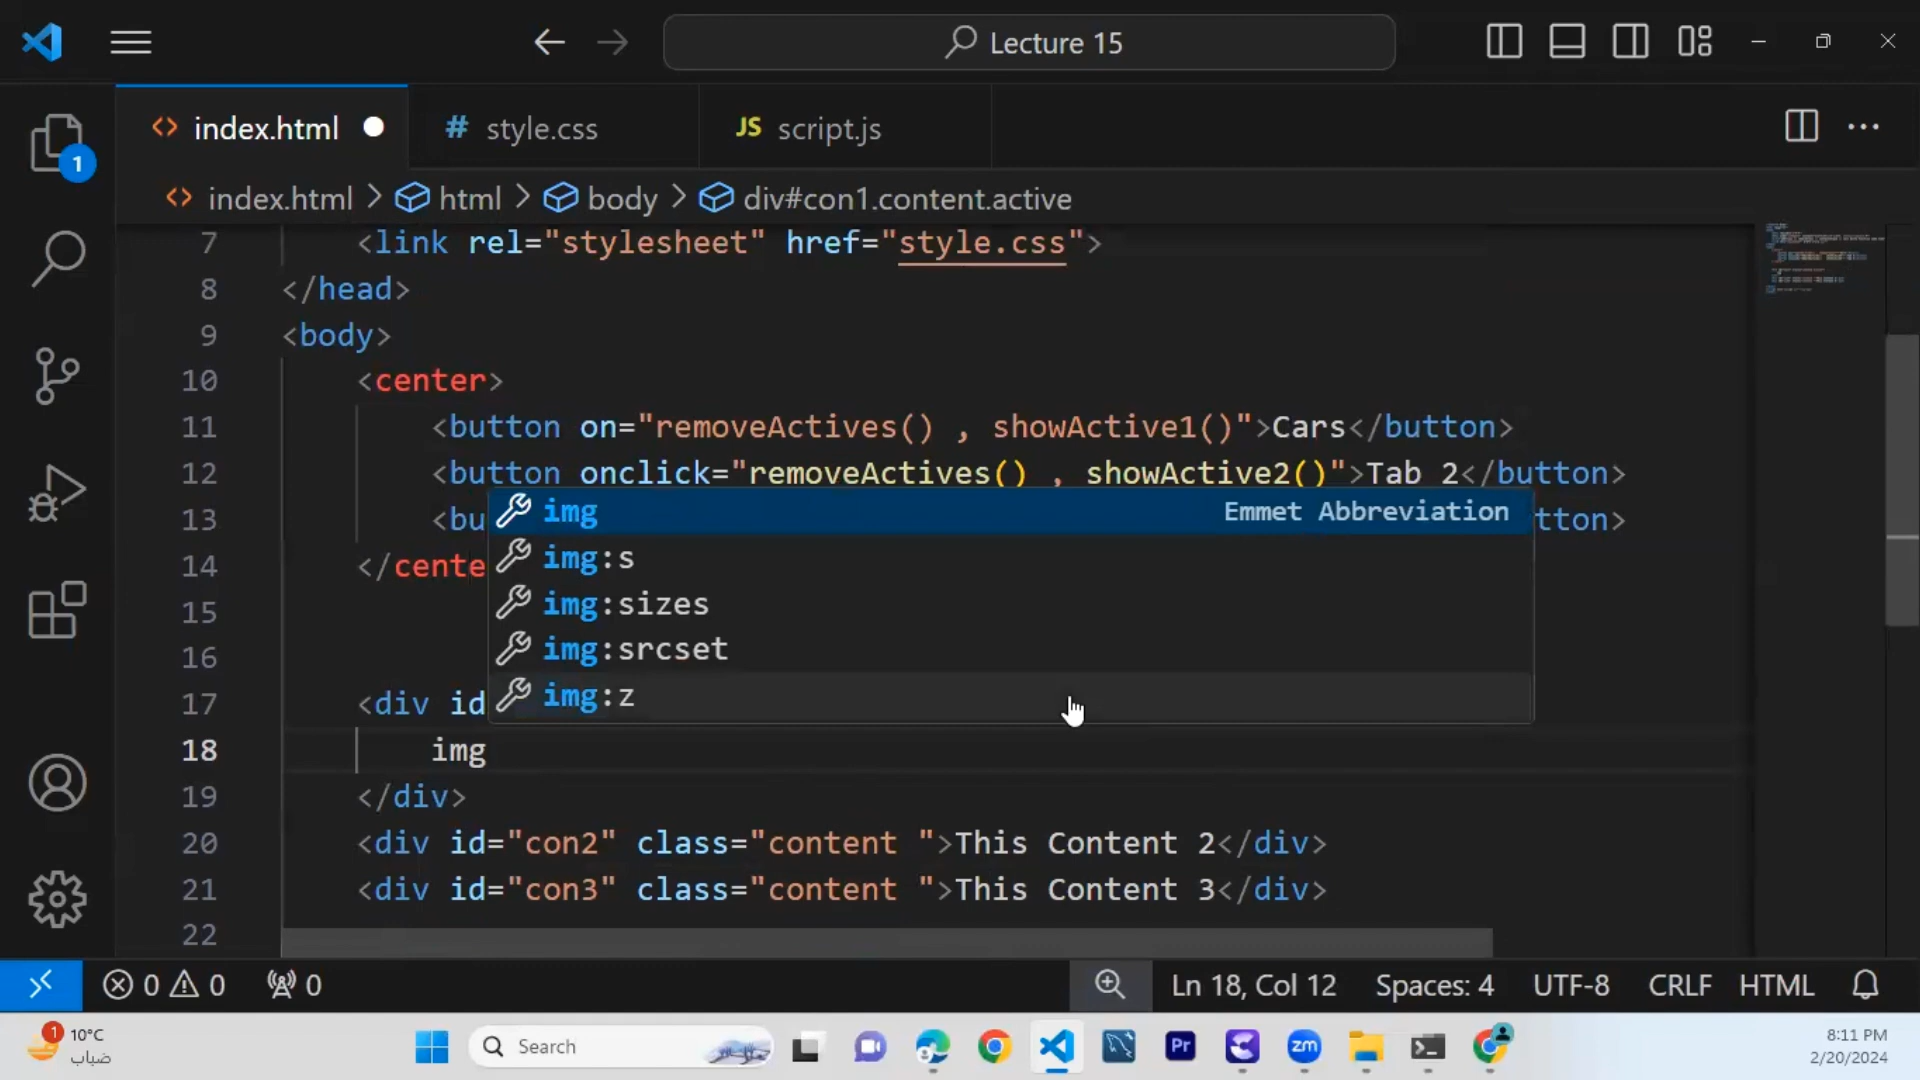 Lecture 15
index.html
# style.css
JS script.js
index.html > html > body > div#con1.content.active
7 <link rel="stylesheet" href="style.css">
8 </head>
9 <body>
10 <center>
11 <button on="removeActives() , showActive1()">Cars</button>
12 <button onclick="removeActives() , showActive2()">Tab 2</button>
13 <bu
tton>
img Emmet Abbreviation
img:s
img:sizes
img:srcset
img:z
14 </cente
15
16
17 <div id
18 img
19 </div>
20 <div id="con2" class="content ">This Content 2</div>
21 <div id="con3" class="content ">This Content 3</div>
22
1
0 0 0 Ln 18, Col 12 Spaces: 4 UTF-8 CRLF HTML
1 10°C
ضباب
Search
Pr
zm
8:11 PM
2/20/2024